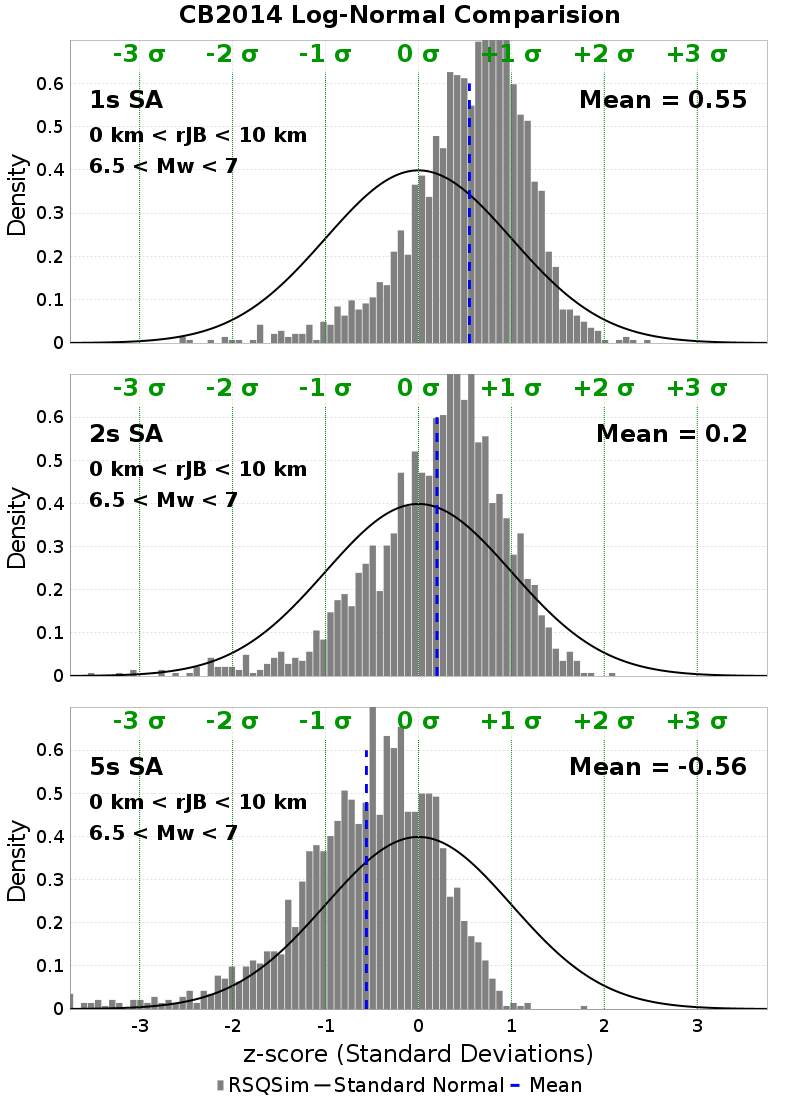 CB2014 Log-Normal Comparision
-3 σ -2 σ -1 σ 0 σ +1 σ +2 σ +3 σ
1s SA
Mean = 0.55
0 km < rJB < 10 km
6.5 < Mw < 7
0.6
0.5
0.4
0.3
0.2
0.1
0
Density
-3 σ -2 σ -1 σ 0 σ +1 σ +2 σ +3 σ
2s SA
Mean = 0.2
0 km < rJB < 10 km
6.5 < Mw < 7
0.6
0.5
0.4
0.3
0.2
0.1
0
Density
-3 σ -2 σ -1 σ 0 σ +1 σ +2 σ +3 σ
5s SA
Mean = -0.56
0 km < rJB < 10 km
6.5 < Mw < 7
0.6
0.5
0.4
0.3
0.2
0.1
0
Density
-3 -2 -1 0 1 2 3
z-score (Standard Deviations)
RSQSim Standard Normal Mean